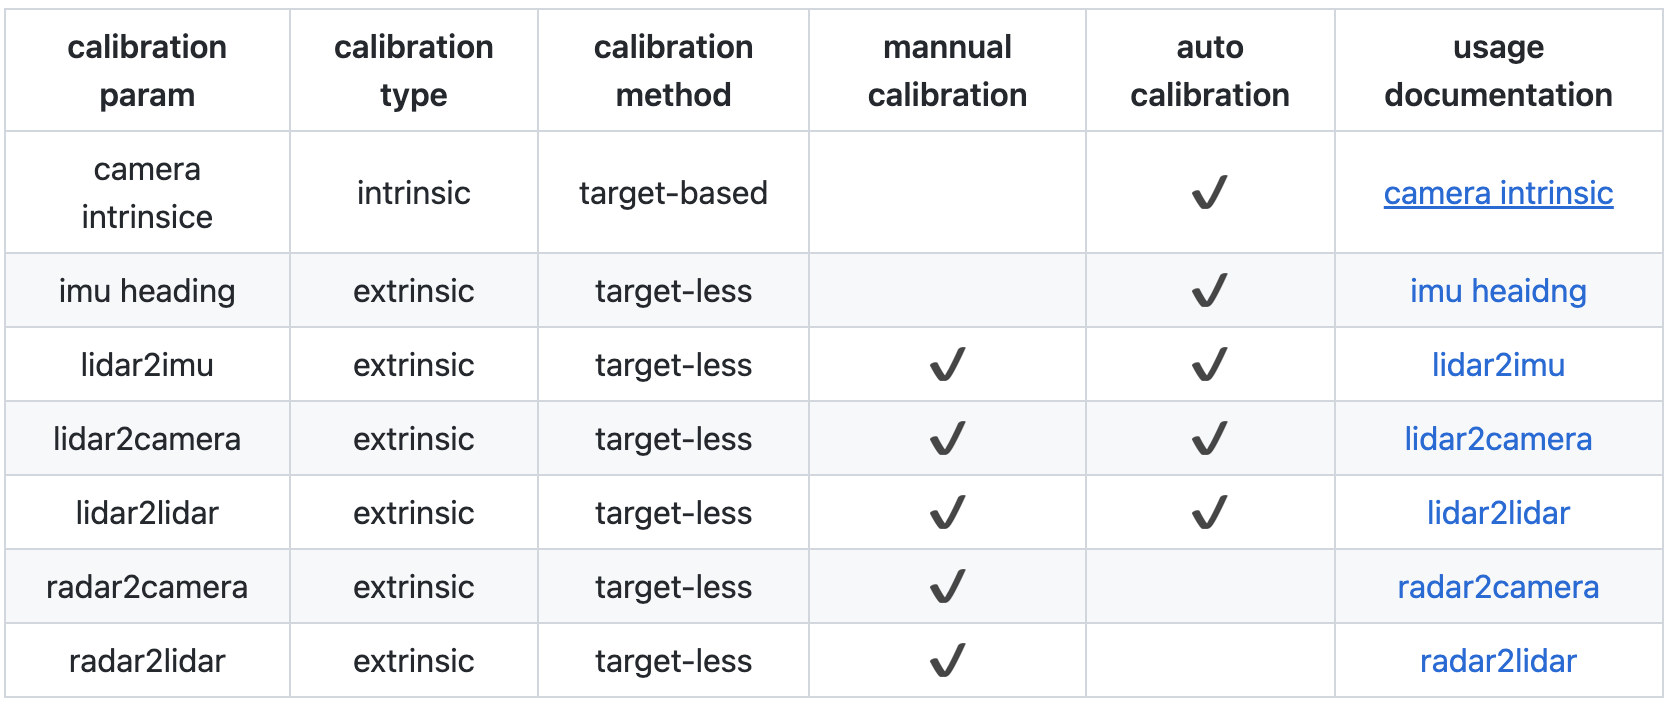 calibration param
calibration type
calibration method
mannual calibration
auto calibration
usage documentation
camera intrinsice
intrinsic
target-based
✔
camera intrinsic
imu heading
extrinsic
target-less
✔
imu heaidng
lidar2imu
extrinsic
target-less
✔
✔
lidar2imu
lidar2camera
extrinsic
target-less
✔
✔
lidar2camera
lidar2lidar
extrinsic
target-less
✔
✔
lidar2lidar
radar2camera
extrinsic
target-less
✔
radar2camera
radar2lidar
extrinsic
target-less
✔
radar2lidar